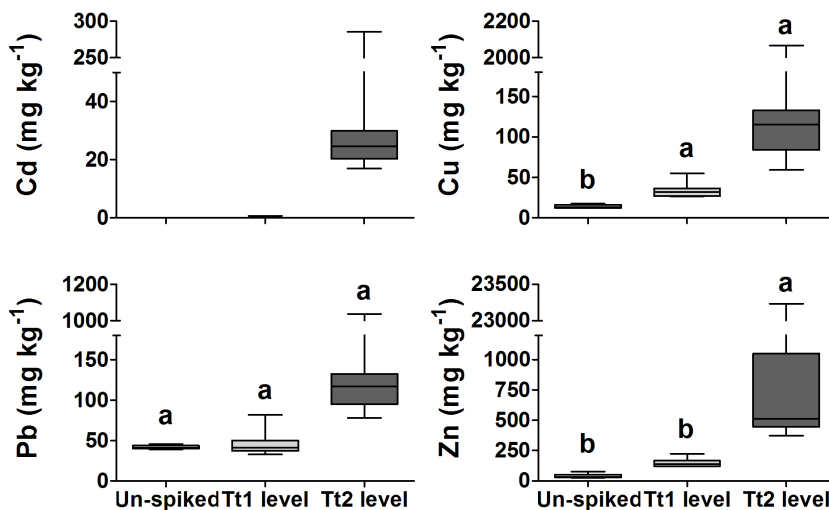 300
250
40
20
0
Cd (mg kg⁻¹)
2200
2000
150
100
50
0
Cu (mg kg⁻¹)
b
a
a
1200
1000
150
100
50
0
Pb (mg kg⁻¹)
a
a
a
Un-spiked Tt1 level Tt2 level
23500
23000
1000
750
500
250
0
Zn (mg kg⁻¹)
b
b
a
Un-spiked Tt1 level Tt2 level